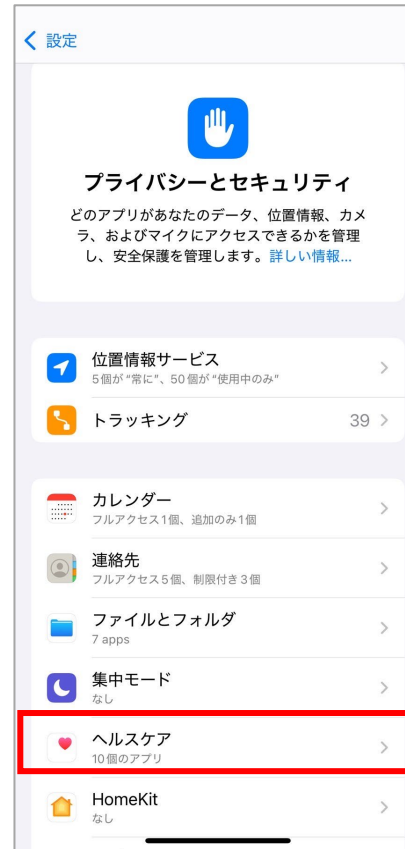 設定
プライバシーとセキュリティ
どのアプリがあなたのデータ、位置情報、カメ
ラ、およびマイクにアクセスできるかを管理
し、安全保護を管理します。詳しい情報...
位置情報サービス
5個が“常に”、50個が“使用中のみ”
トラッキング 39
カレンダー
フルアクセス1個、追加のみ1個
連絡先
フルアクセス5個、制限付き3個
ファイルとフォルダ
7 apps
集中モード
なし
ヘルスケア
10個のアプリ
HomeKit
なし